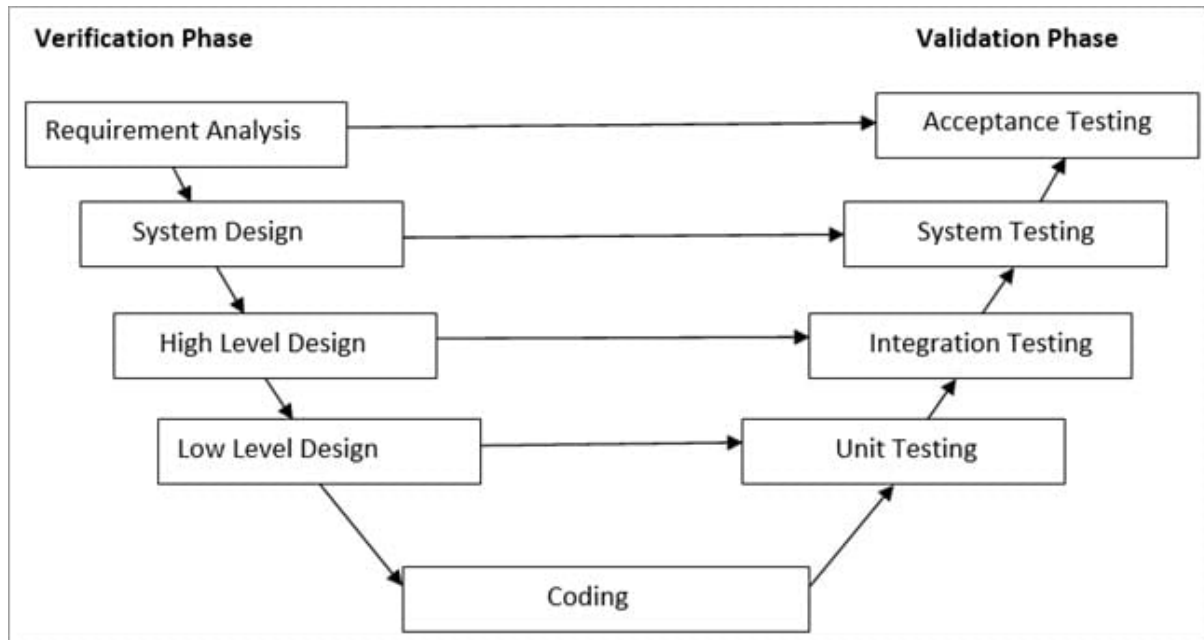 Verification Phase
Validation Phase
Requirement Analysis
Acceptance Testing
System Design
System Testing
High Level Design
Integration Testing
Low Level Design
Unit Testing
Coding